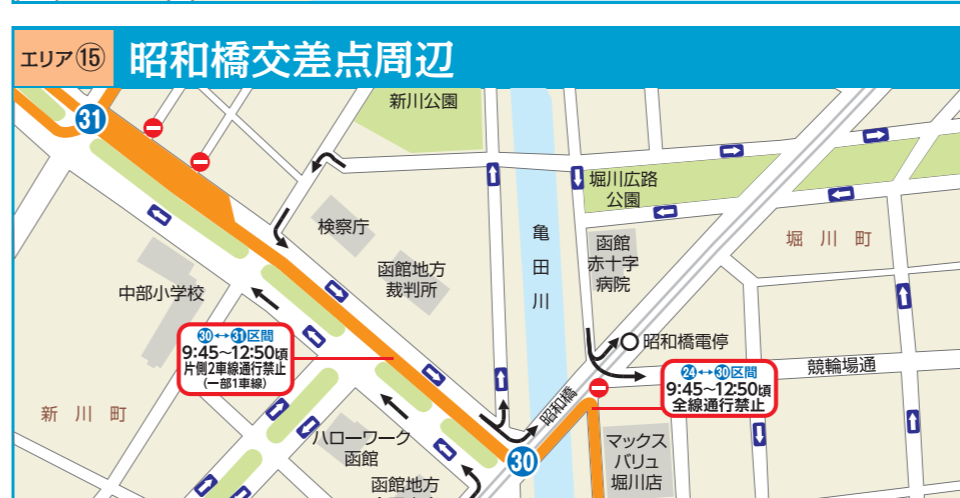 エリア⑮ 昭和橋交差点周辺
31
新川公園
堀川広路
公園
検察庁
亀
田
川
函館
赤十字
病院
堀川町
函館地方
裁判所
中部小学校
㉚↔㉛区間
9:45~12:50頃
片側2車線通行禁止
(一部1車線)
昭和橋電停
競輪場通
㉔↔㉚区間
9:45~12:50頃
全線通行禁止
新川町
昭和橋
ハローワーク
函館
30
マックス
バリュ
堀川店
函館地方